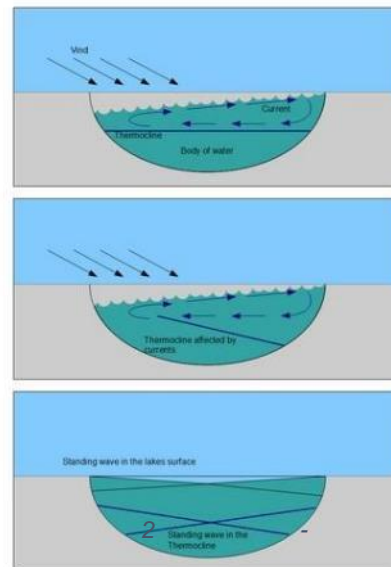 Vind
Current
Thermocline
Body of water
Thermocline affected by
currents.
Standing wave in the lakes surface
2
Standing wave in the
Thermocline
-